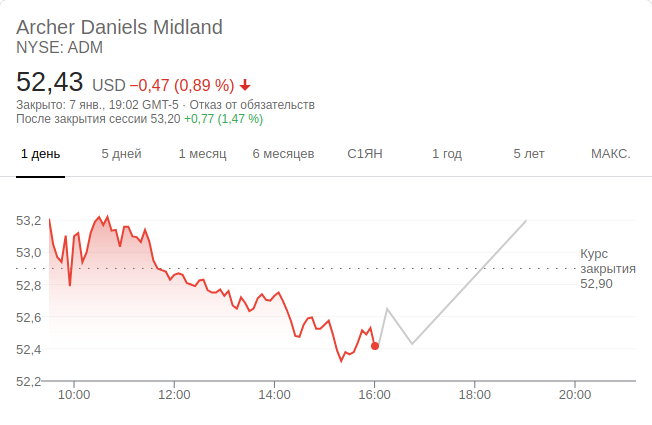 Archer Daniels Midland
NYSE: ADM
52,43 USD −0,47 (0,89 %)
Закрыто: 7 янв., 19:02 GMT-5 · Отказ от обязательств
После закрытия сессии 53,20 +0,77 (1,47 %)
1 день 5 дней 1 месяц 6 месяцев С1ЯН 1 год 5 лет МАКС.
53,2
53,0
52,8
52,6
52,4
52,2
Курс
закрытия
52,90
10:00 12:00 14:00 16:00 18:00 20:00